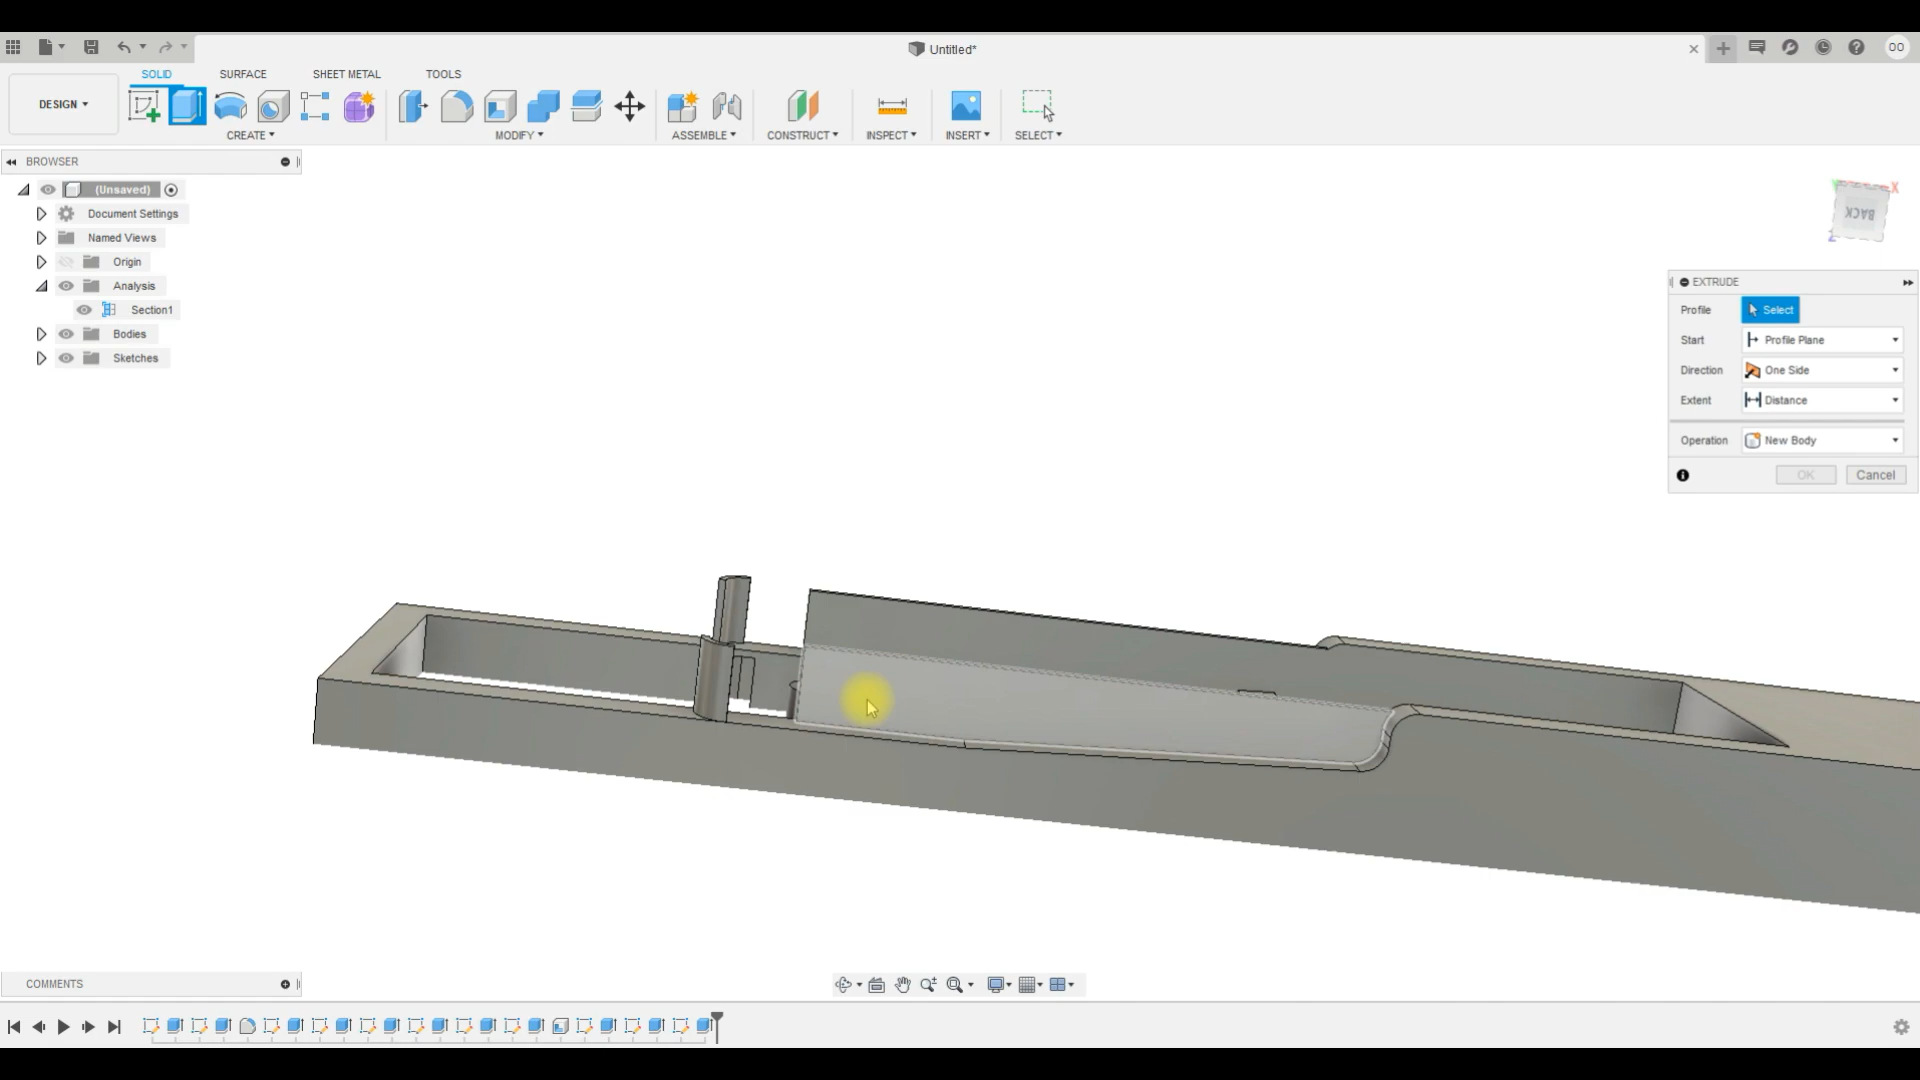 Untitled*
OO
SOLID SURFACE SHEET METAL TOOLS
DESIGN
CREATE MODIFY ASSEMBLE CONSTRUCT INSPECT INSERT SELECT
BROWSER
(Unsaved)
Document Settings
Named Views
Origin
Analysis
Section1
Bodies
Sketches
X
BACK
Z
EXTRUDE
Profile Select
Start Profile Plane
Direction One Side
Extent Distance
Operation New Body
OK Cancel
COMMENTS